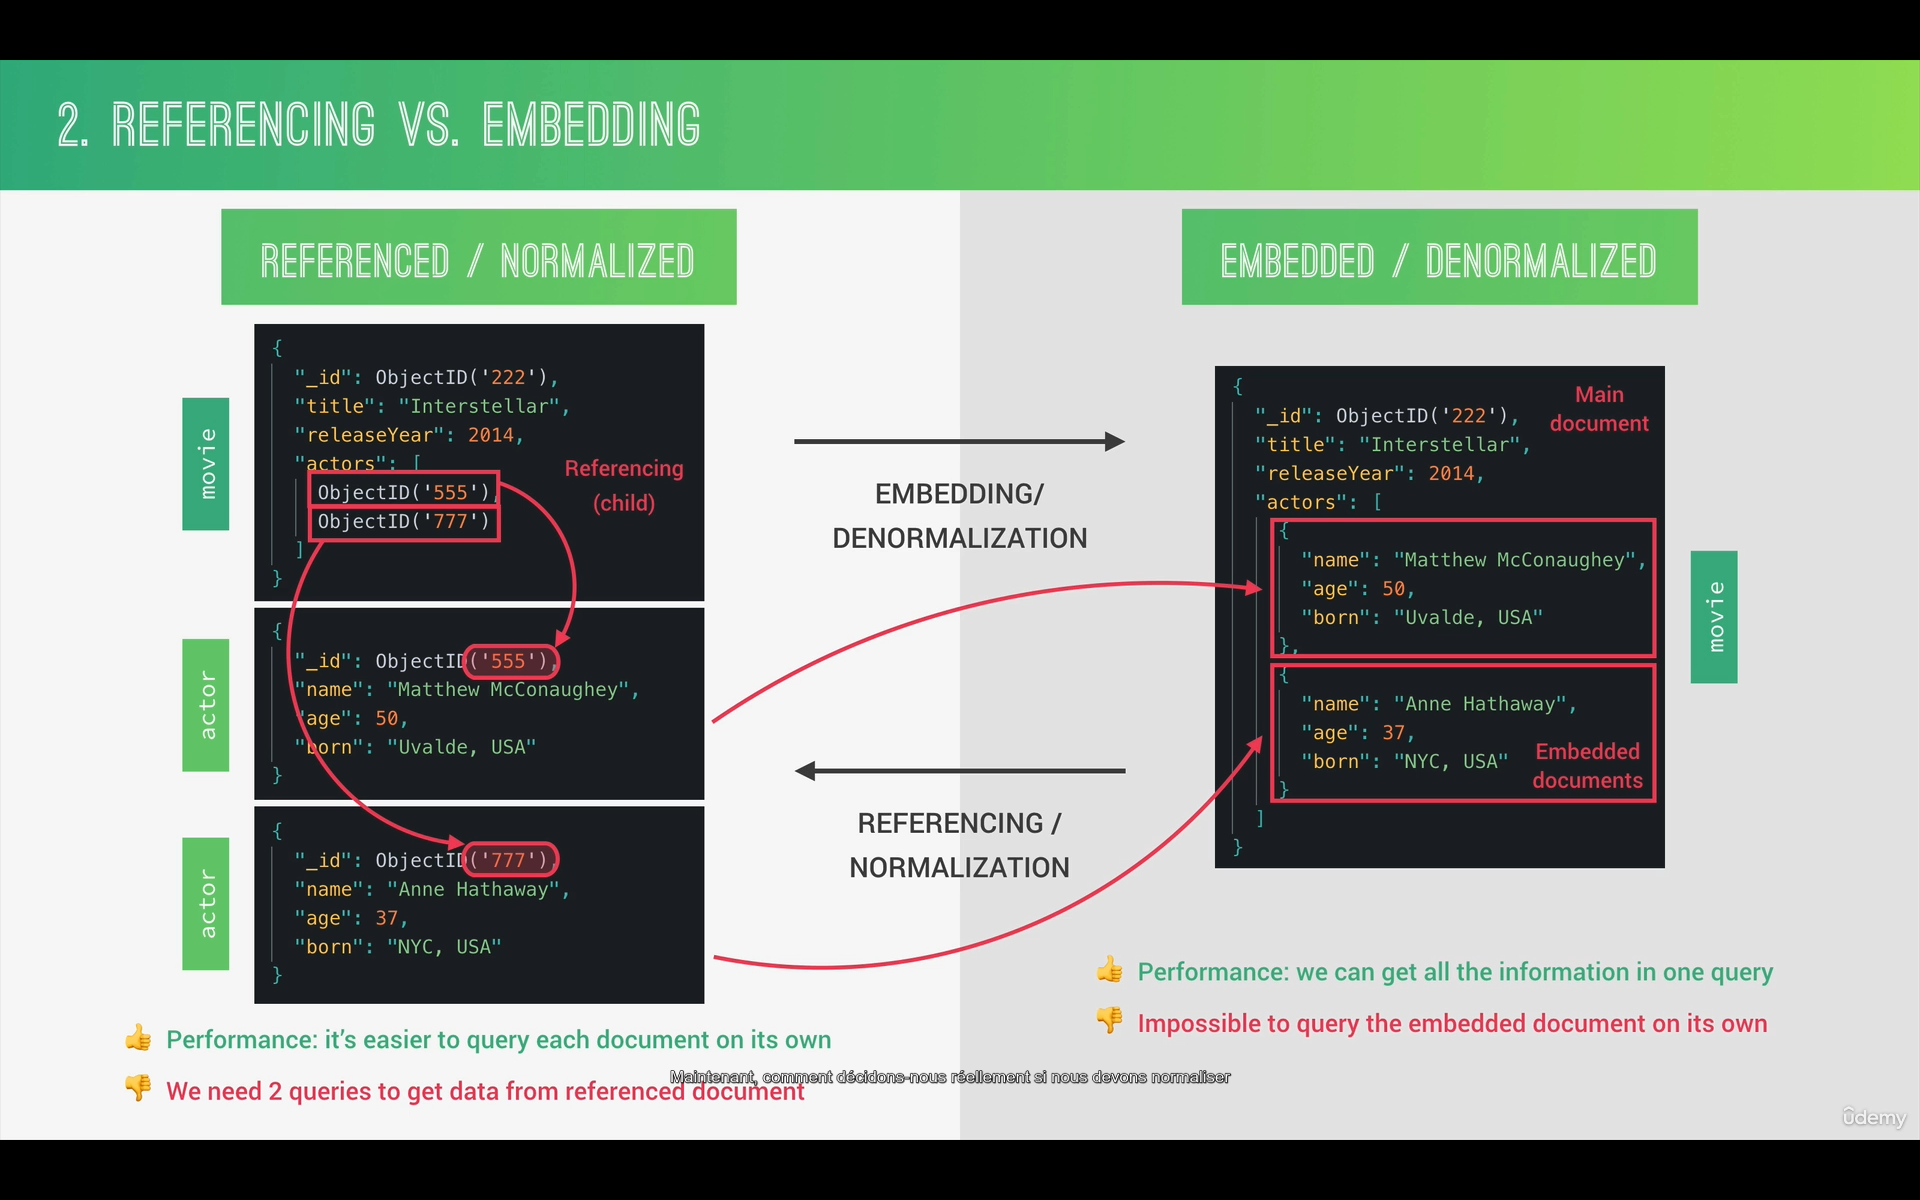 2. REFERENCING VS. EMBEDDING
REFERENCED / NORMALIZED
movie
{
"_id": ObjectID('222'),
"title": "Interstellar",
"releaseYear": 2014,
"actors": [
ObjectID('555'),
ObjectID('777')
]
}
Referencing
(child)
actor
{
"_id": ObjectID('555'),
"name": "Matthew McConaughey",
"age": 50,
"born": "Uvalde, USA"
}
actor
{
"_id": ObjectID('777'),
"name": "Anne Hathaway",
"age": 37,
"born": "NYC, USA"
}
👍 Performance: it’s easier to query each document on its own
👎 We need 2 queries to get data from referenced document
EMBEDDING/
DENORMALIZATION
REFERENCING /
NORMALIZATION
EMBEDDED / DENORMALIZED
{
"_id": ObjectID('222'),
"title": "Interstellar",
"releaseYear": 2014,
"actors": [
{
"name": "Matthew McConaughey",
"age": 50,
"born": "Uvalde, USA"
},
{
"name": "Anne Hathaway",
"age": 37,
"born": "NYC, USA"
}
]
}
Main
document
Embedded
documents
movie
👍 Performance: we can get all the information in one query
👎 Impossible to query the embedded document on its own
Maintenant, comment décidons-nous réellement si nous devons normaliser
ûdemy